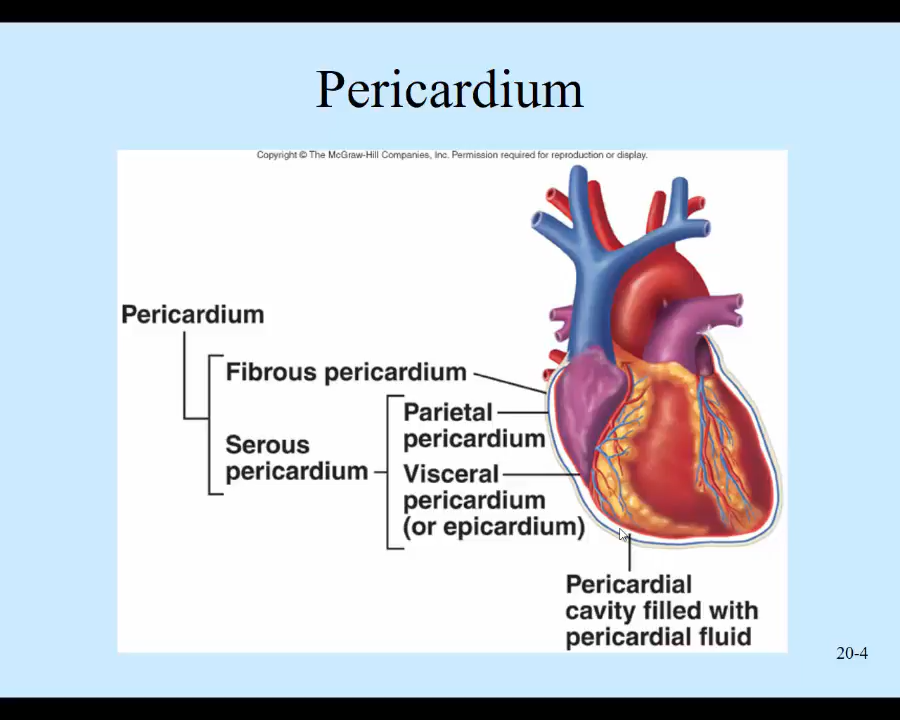 Pericardium
Copyright © The McGraw-Hill Companies, Inc. Permission required for reproduction or display.
Pericardium
Fibrous pericardium
Parietal
pericardium
Serous
pericardium
Visceral
pericardium
(or epicardium)
Pericardial
cavity filled with
pericardial fluid
20-4